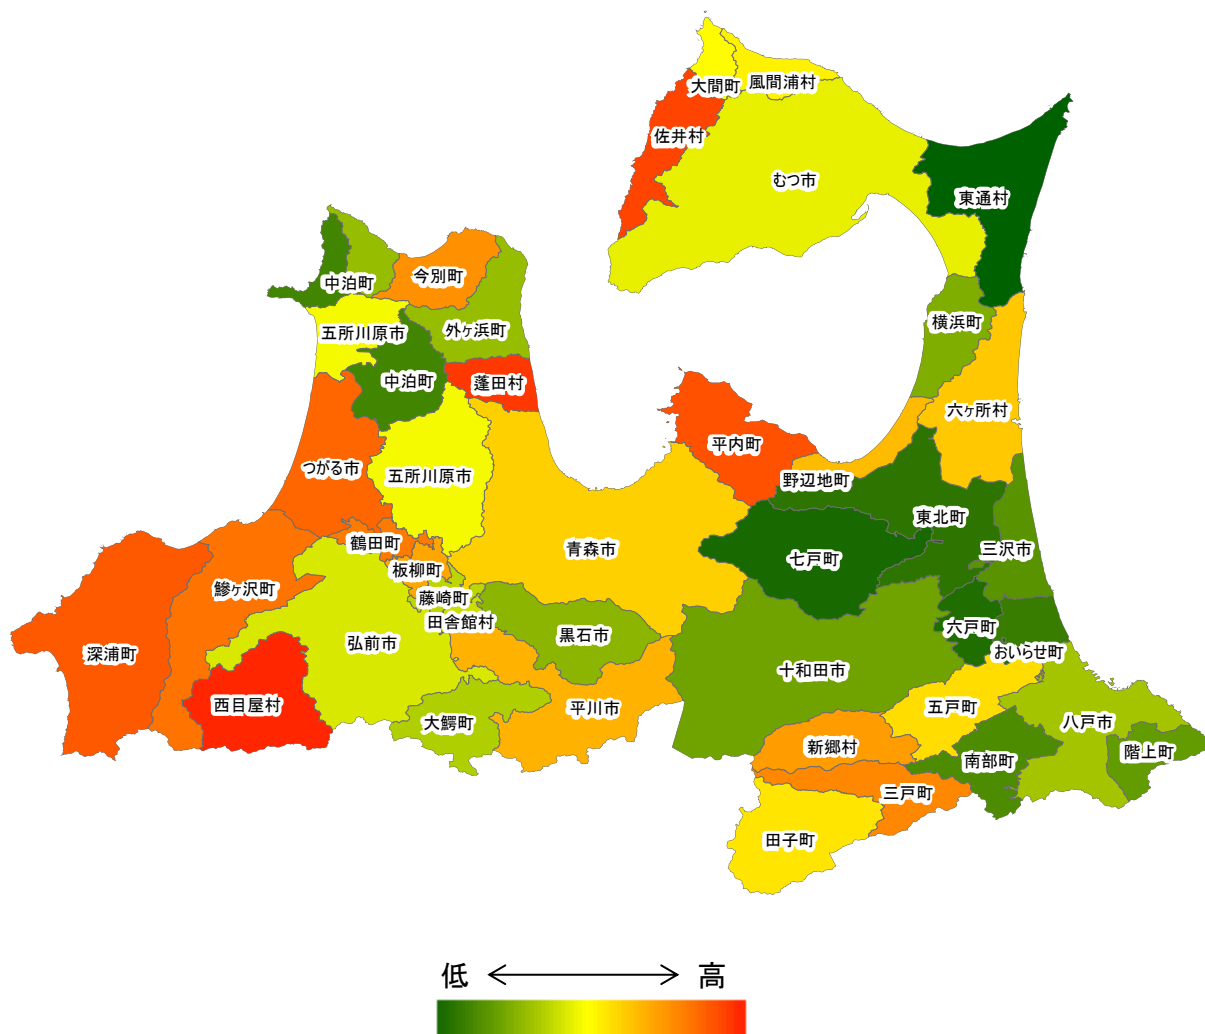 大間町
風間浦村
佐井村
むつ市
東通村
中泊町
今別町
五所川原市
外ヶ浜町
横浜町
中泊町
蓬田村
六ヶ所村
平内町
つがる市
五所川原市
野辺地町
東北町
鶴田町
青森市
三沢市
七戸町
板柳町
鰺ヶ沢町
藤崎町
田舎館村
六戸町
黒石市
弘前市
おいらせ町
深浦町
十和田市
西目屋村
平川市
五戸町
大鰐町
八戸市
新郷村
階上町
南部町
三戸町
田子町
低 高